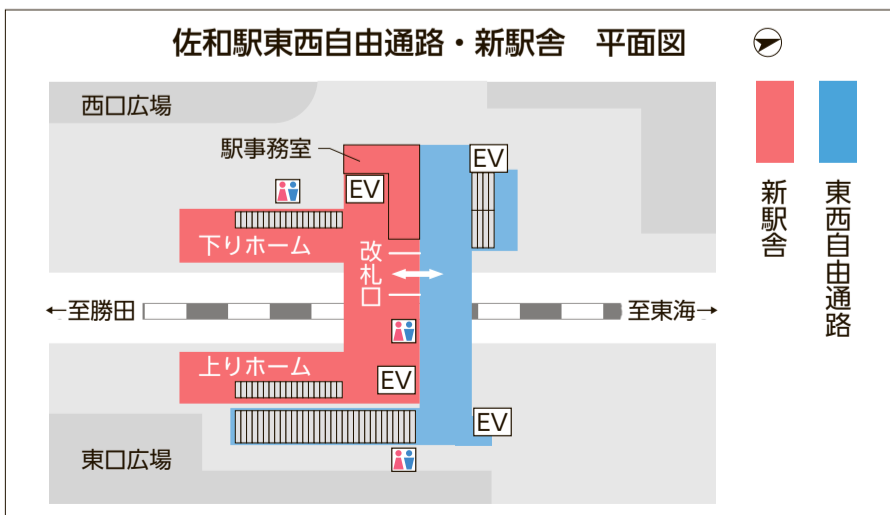 佐和駅東西自由通路・新駅舎　平面図
西口広場
駅事務室
EV
EV
下りホーム
改札口
←至勝田
至東海→
上りホーム
EV
EV
東口広場
新駅舎
東西自由通路